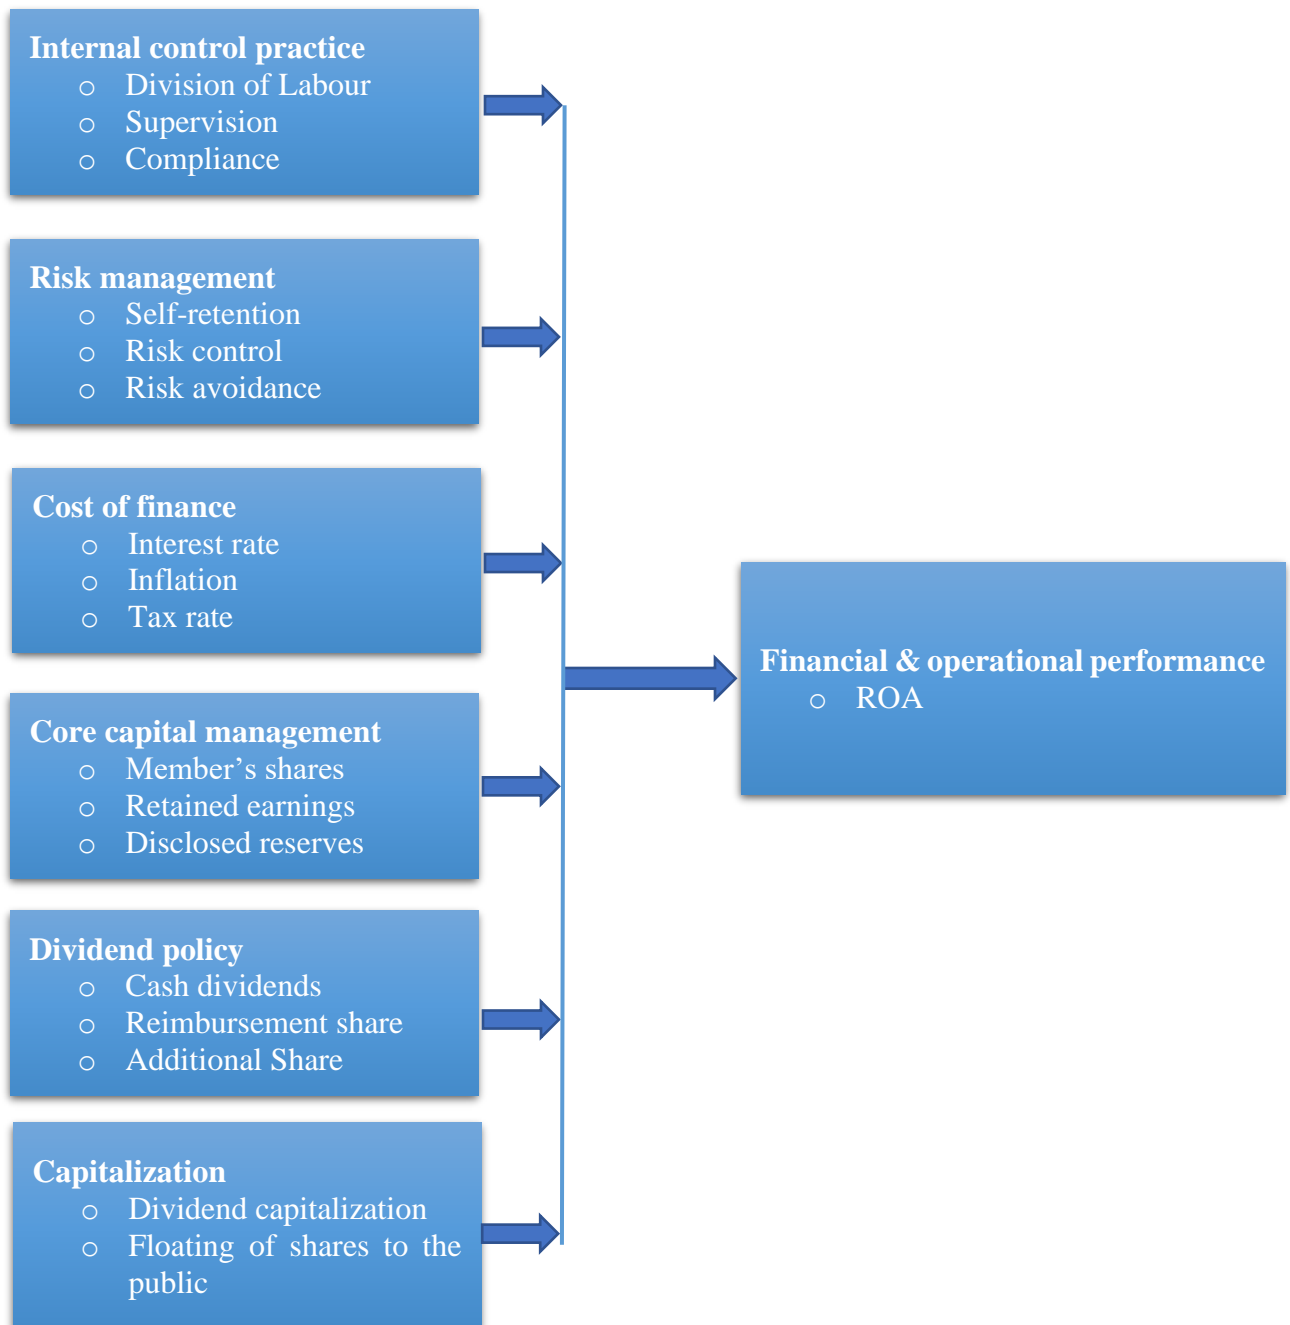 Internal control practice
o Division of Labour
o Supervision
o Compliance
Risk management
o Self-retention
o Risk control
o Risk avoidance
Cost of finance
o Interest rate
o Inflation
o Tax rate
Financial & operational performance
o ROA
Core capital management
o Member’s shares
o Retained earnings
o Disclosed reserves
Dividend policy
o Cash dividends
o Reimbursement share
o Additional Share
Capitalization
o Dividend capitalization
o Floating of shares to the
public